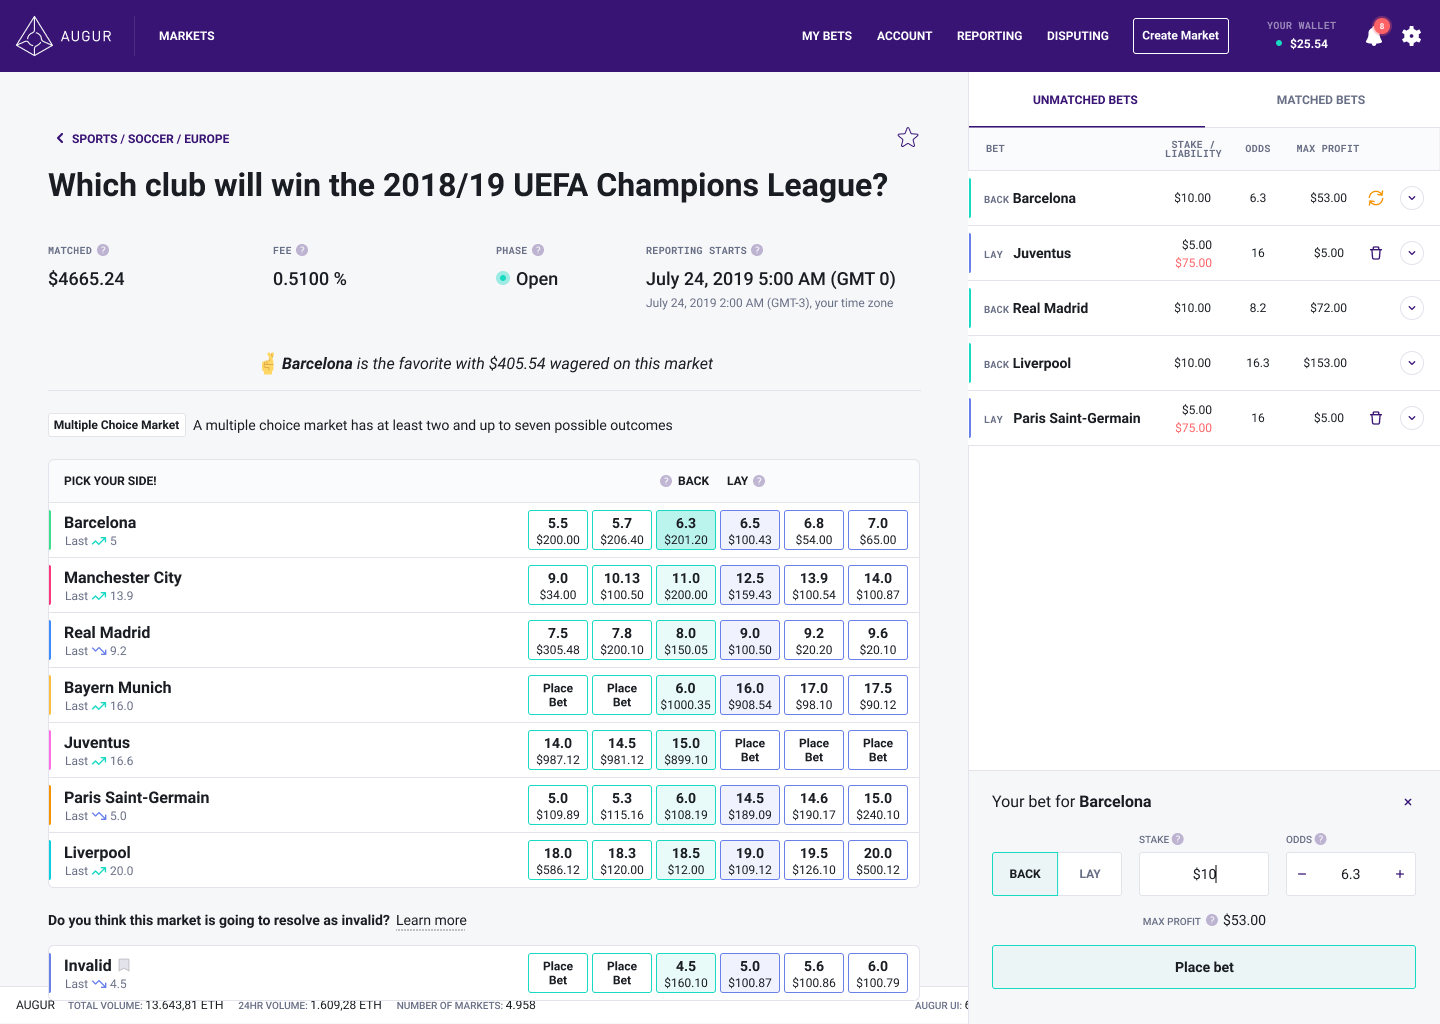 AUGUR
MARKETS
MY BETS
ACCOUNT
REPORTING
DISPUTING
Create Market
YOUR WALLET
$25.54
8
SPORTS / SOCCER / EUROPE
Which club will win the 2018/19 UEFA Champions League?
MATCHED ?
$4665.24
FEE ?
0.5100 %
PHASE ?
Open
REPORTING STARTS ?
July 24, 2019 5:00 AM (GMT 0)
July 24, 2019 2:00 AM (GMT-3), your time zone
Barcelona is the favorite with $405.54 wagered on this market
Multiple Choice Market A multiple choice market has at least two and up to seven possible outcomes
PICK YOUR SIDE! ? BACK LAY ?
Barcelona 5.5 5.7 6.3 6.5 6.8 7.0
Last 5 $200.00 $206.40 $201.20 $100.43 $54.00 $65.00
Manchester City 9.0 10.13 11.0 12.5 13.9 14.0
Last 13.9 $34.00 $100.50 $200.00 $159.43 $100.54 $100.87
Real Madrid 7.5 7.8 8.0 9.0 9.2 9.6
Last 9.2 $305.48 $200.10 $150.05 $100.50 $20.20 $20.10
Bayern Munich Place Place 6.0 16.0 17.0 17.5
Last 16.0 Bet Bet $1000.35 $908.54 $98.10 $90.12
Juventus 14.0 14.5 15.0 Place Place Place
Last 16.6 $987.12 $981.12 $899.10 Bet Bet Bet
Paris Saint-Germain 5.0 5.3 6.0 14.5 14.6 15.0
Last 5.0 $109.89 $115.16 $108.19 $189.09 $190.17 $240.10
Liverpool 18.0 18.3 18.5 19.0 19.5 20.0
Last 20.0 $586.12 $120.00 $12.00 $109.12 $126.10 $500.12
Do you think this market is going to resolve as invalid? Learn more
Invalid Place Place 4.5 5.0 5.6 6.0
Last 4.5 Bet Bet $160.10 $100.87 $100.86 $100.79
AUGUR TOTAL VOLUME: 13.643,81 ETH 24HR VOLUME: 1.609,28 ETH NUMBER OF MARKETS: 4.958 AUGUR UI:
UNMATCHED BETS MATCHED BETS
BET STAKE / LIABILITY ODDS MAX PROFIT
BACK Barcelona $10.00 6.3 $53.00
LAY Juventus $5.00 16 $5.00
$75.00
BACK Real Madrid $10.00 8.2 $72.00
BACK Liverpool $10.00 16.3 $153.00
LAY Paris Saint-Germain $5.00 16 $5.00
$75.00
Your bet for Barcelona ×
STAKE ? ODDS ?
BACK LAY $10 − 6.3 +
MAX PROFIT ? $53.00
Place bet